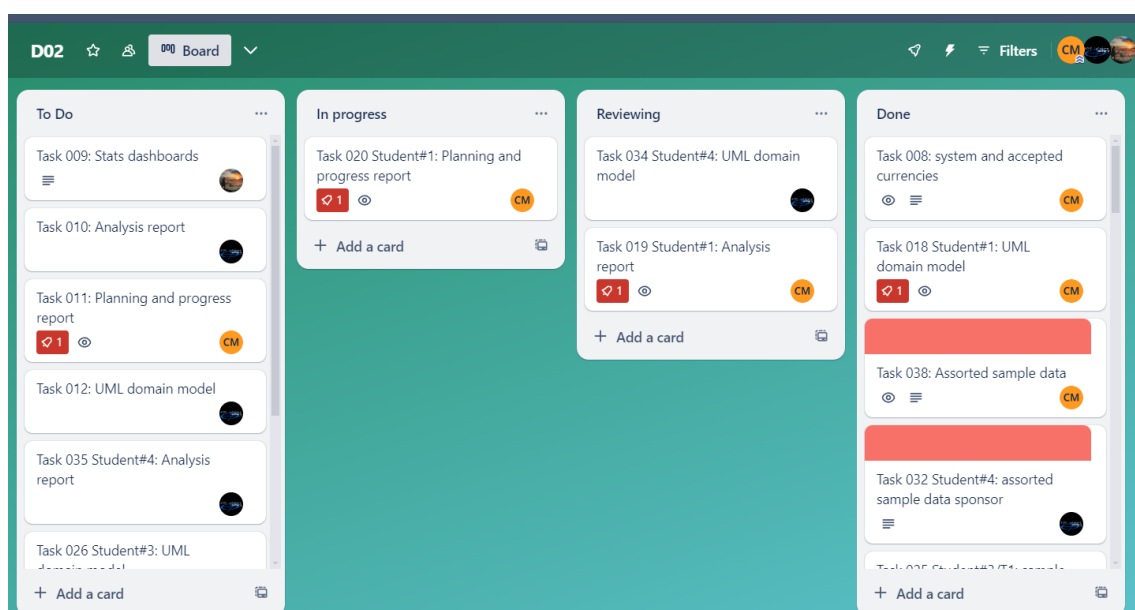 D02
Board
Filters
CM
To Do
Task 009: Stats dashboards
Task 010: Analysis report
Task 011: Planning and progress
report
1
CM
Task 012: UML domain model
Task 035 Student#4: Analysis
report
Task 026 Student#3: UML
domain model
+ Add a card
In progress
Task 020 Student#1: Planning and
progress report
1
CM
+ Add a card
Reviewing
Task 034 Student#4: UML domain
model
Task 019 Student#1: Analysis
report
1
CM
+ Add a card
Done
Task 008: system and accepted
currencies
CM
Task 018 Student#1: UML
domain model
1
CM
Task 038: Assorted sample data
CM
Task 032 Student#4: assorted
sample data sponsor
+ Add a card